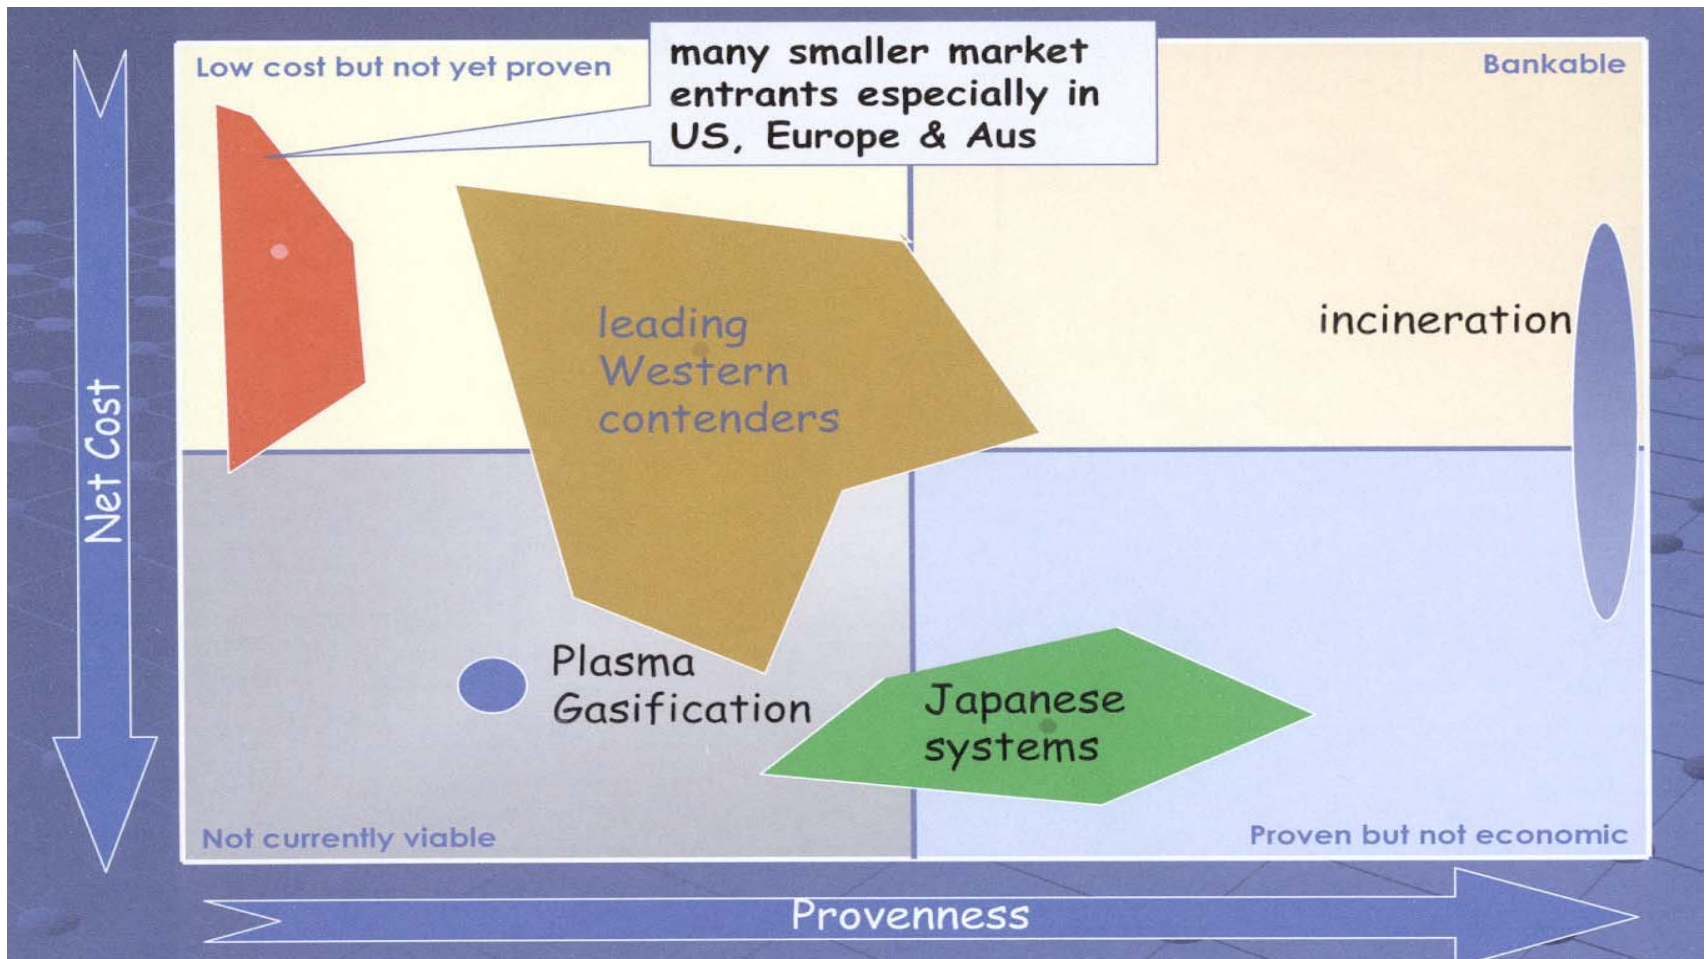 many smaller market
entrants especially in
US, Europe & Aus
Low cost but not yet proven
Bankable
incineration
leading
Western
contenders
Net Cost
Plasma
Gasification
Japanese
systems
Not currently viable
Proven but not economic
Provenness